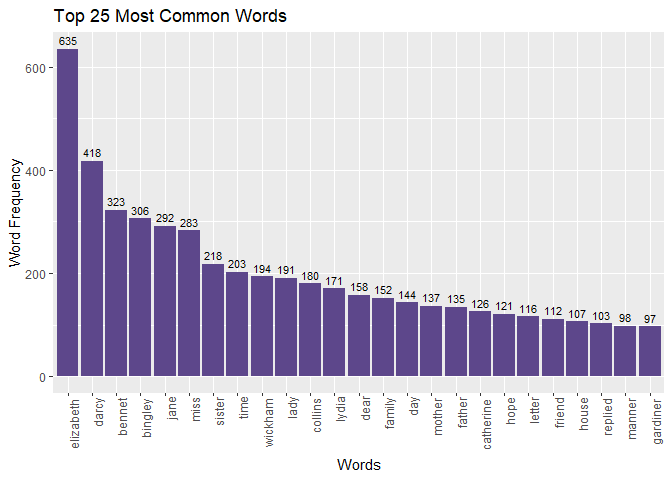 Top 25 Most Common Words
Word Frequency
600
400
200
0
635
418
323
306
292
283
218
203
194
191
180
171
158
152
144
137
135
126
121
116
112
107
103
98
97
elizabeth
darcy
bennet
bingley
jane
miss
sister
time
wickham
lady
collins
lydia
dear
family
day
mother
father
catherine
hope
letter
friend
house
replied
manner
gardiner
Words